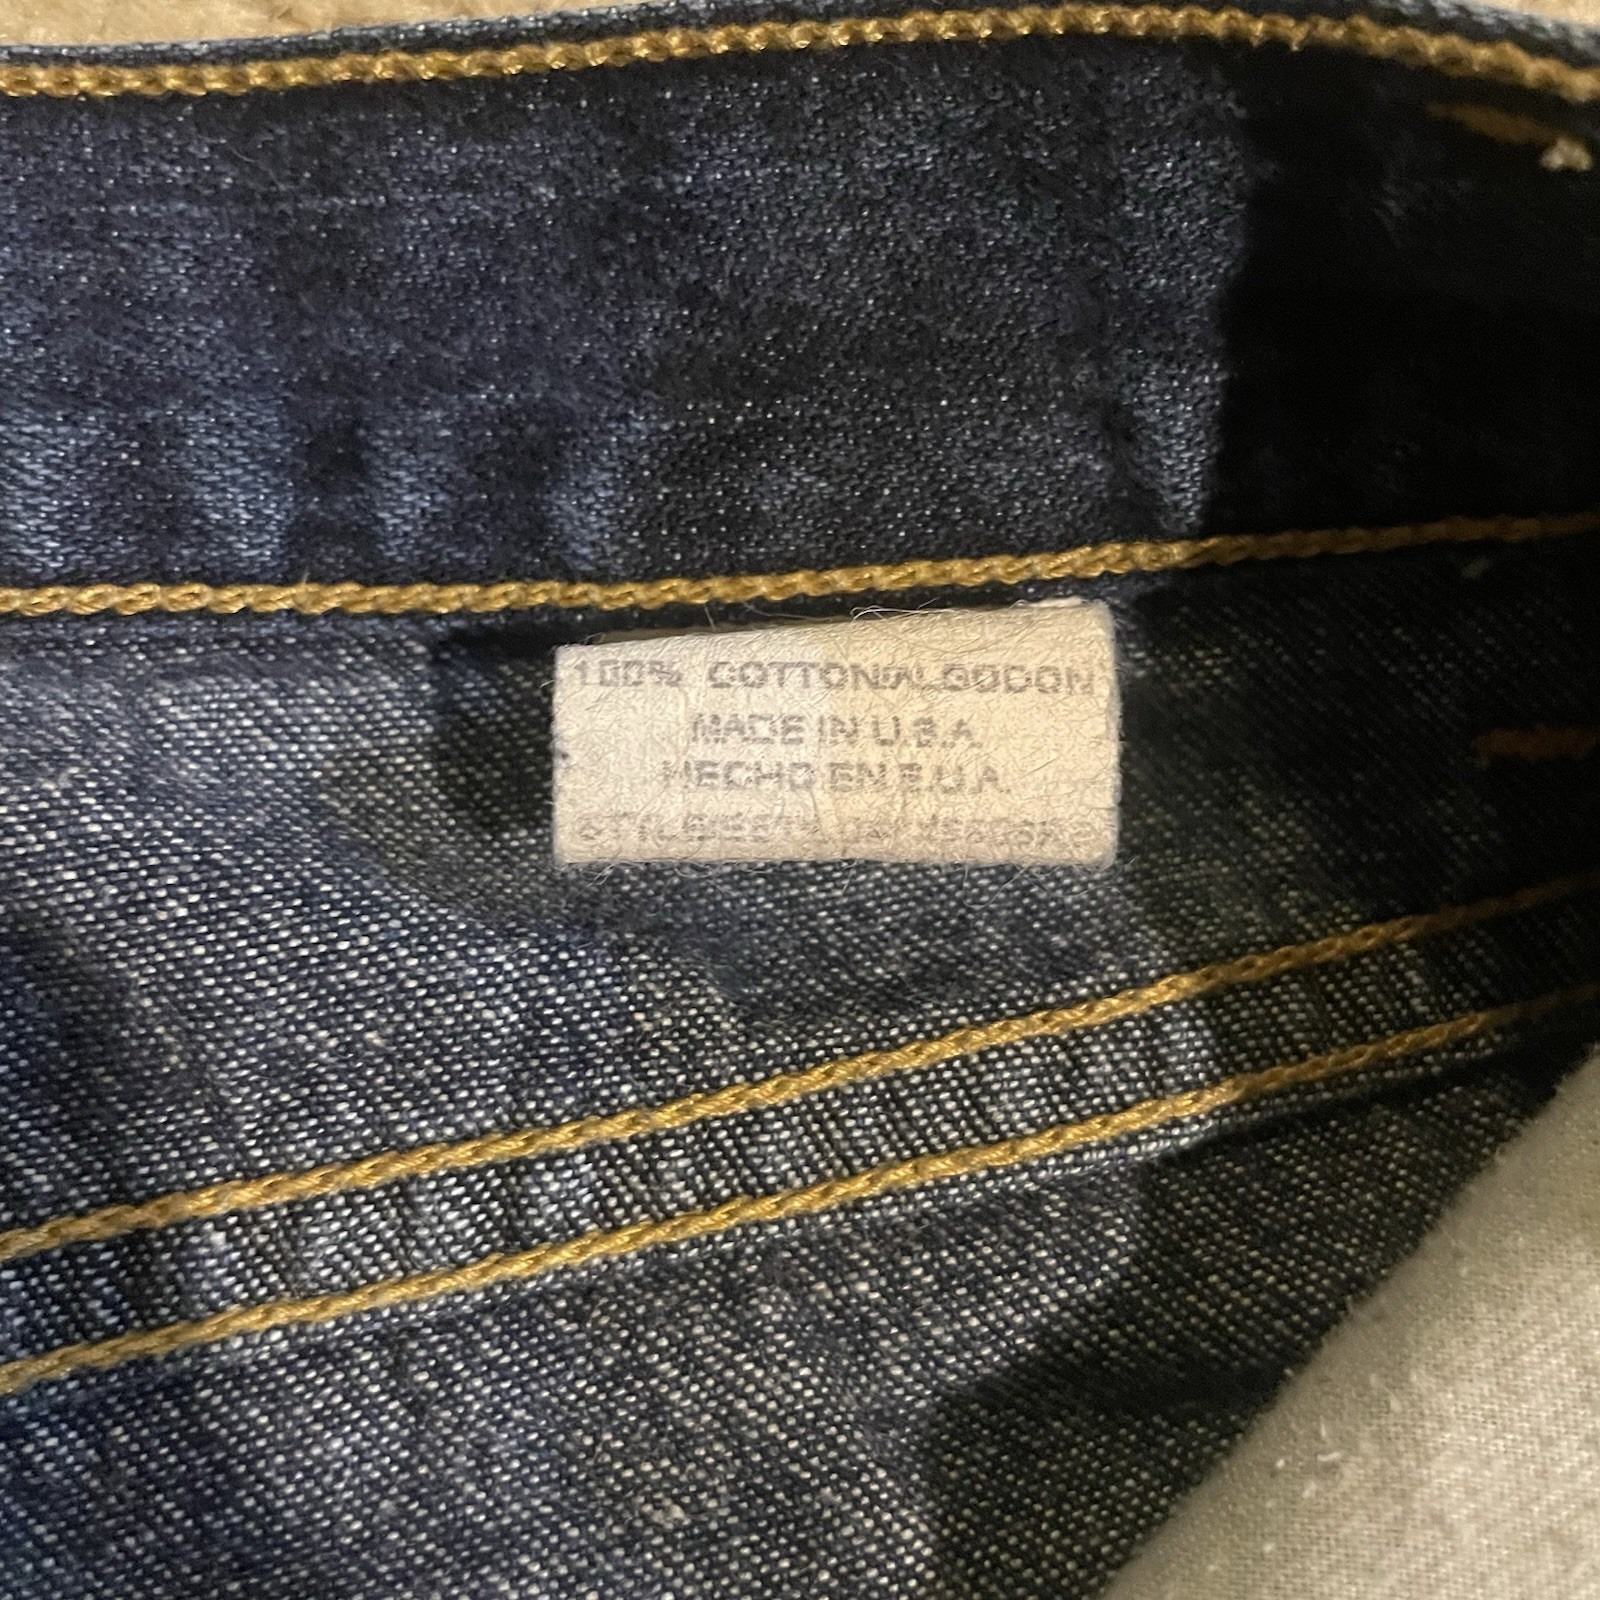 100% COTTON/ALGODON
MADE IN U.S.A.
HECHO EN E.U.A.